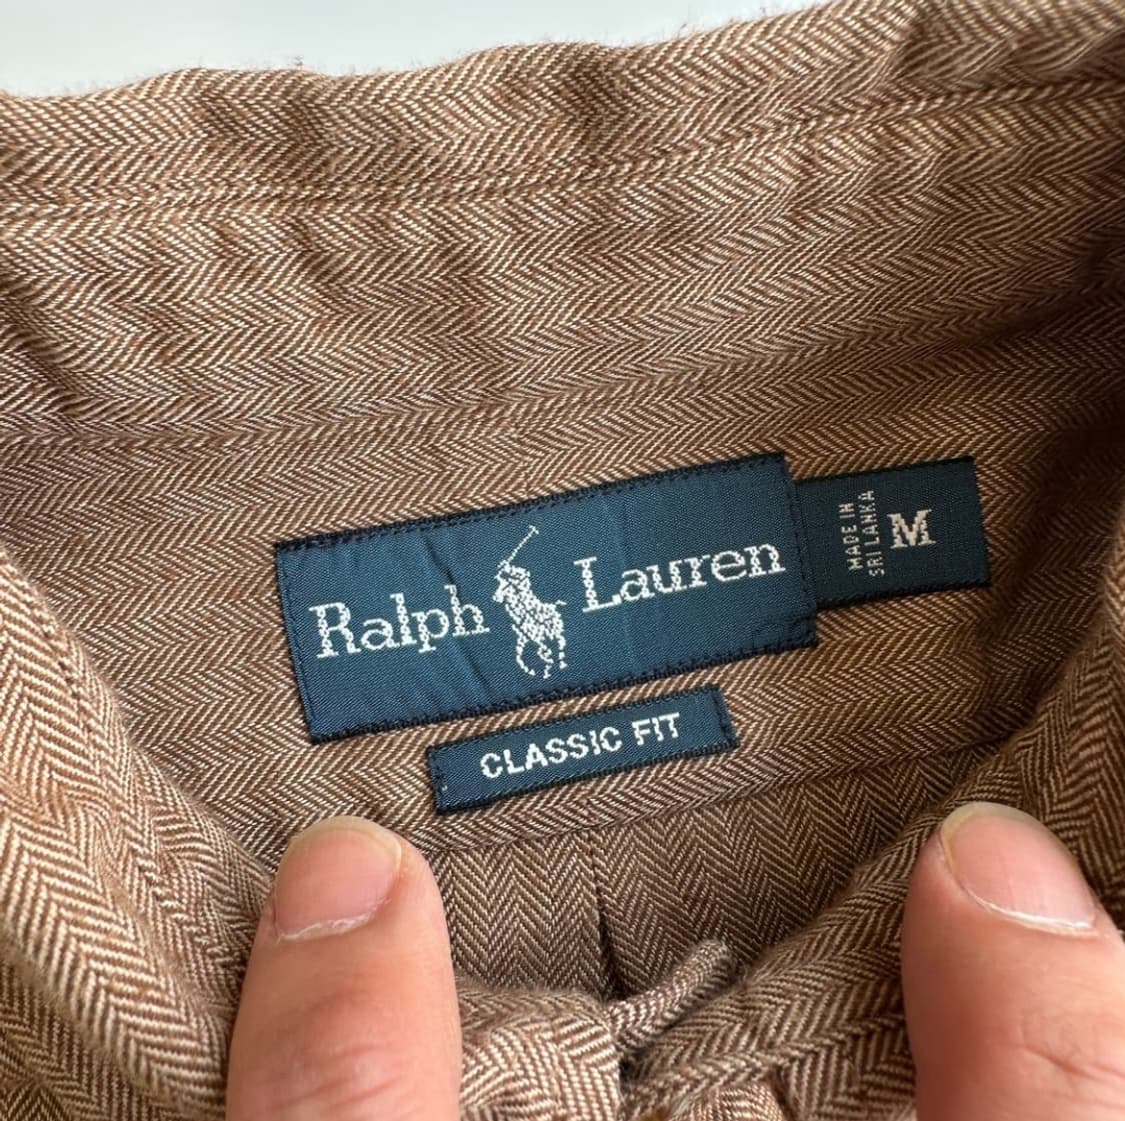 Ralph Lauren
MADE IN
SRI LANKA
M
CLASSIC FIT